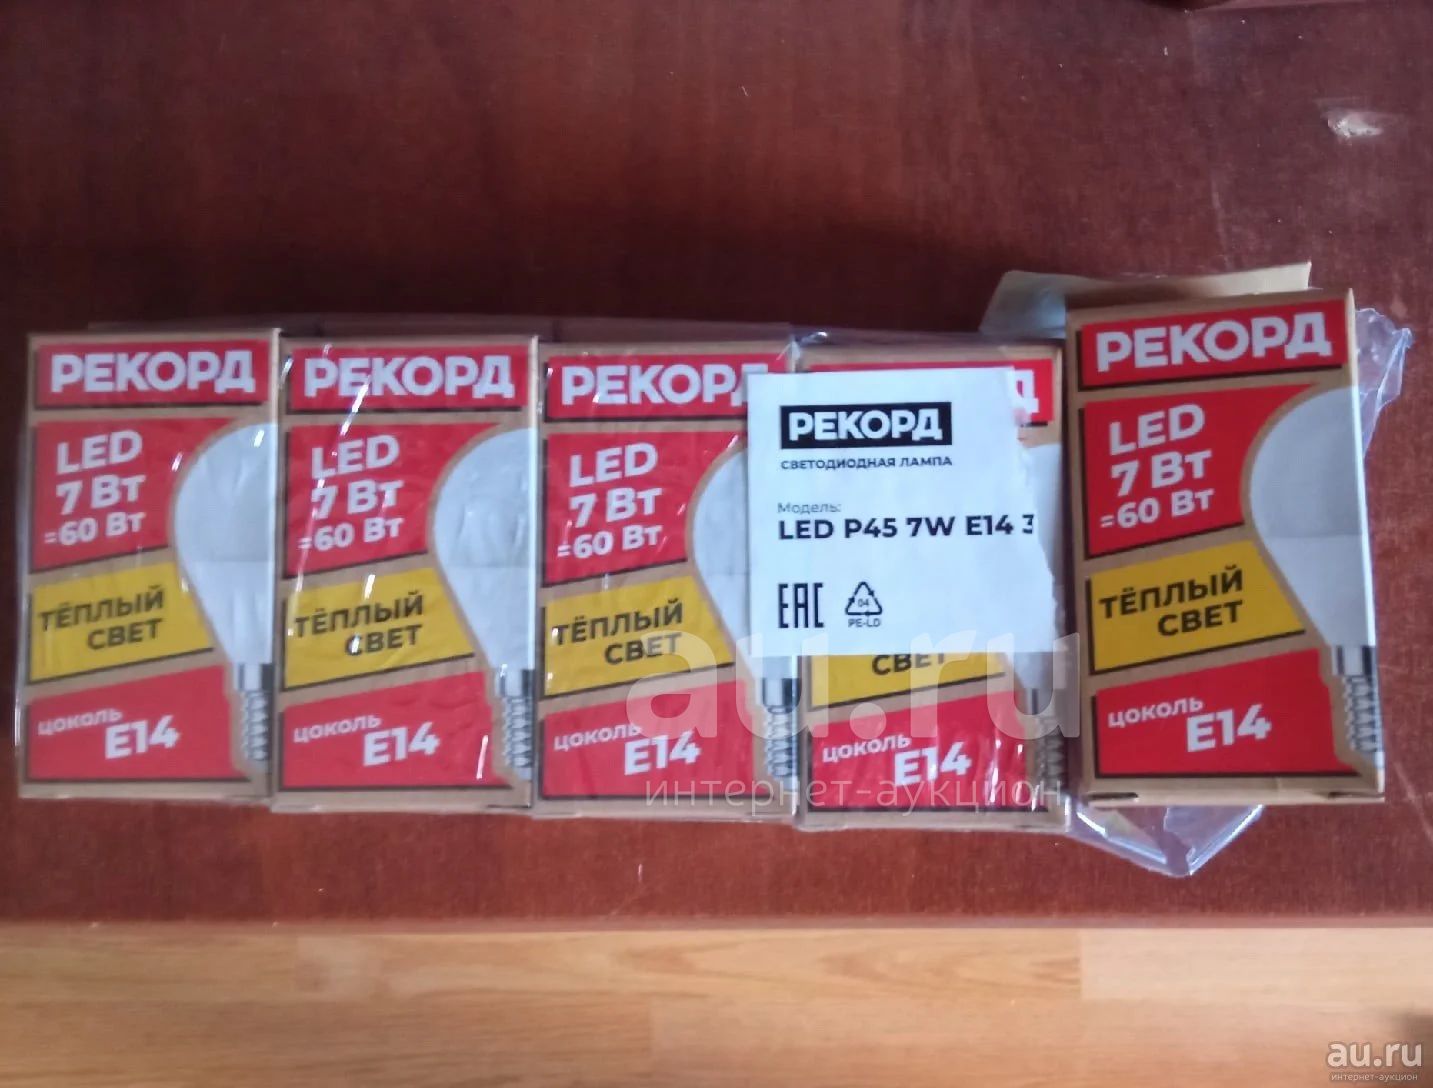 РЕКОРД
LED
7 Вт
=60 Вт
ТЁПЛЫЙ
СВЕТ
цоколь
E14
РЕКОРД
LED
7 Вт
=60 Вт
ТЁПЛЫЙ
СВЕТ
цоколь
E14
РЕКОРД
LED
7 Вт
=60 Вт
ТЁПЛЫЙ
СВЕТ
цоколь
E14
Д
РЕКОРД
СВЕТОДИОДНАЯ ЛАМПА
Модель:
LED P45 7W E14 3
EAC
04
PE-LD
СВЕТ
цоколь
E14
РЕКОРД
LED
7 Вт
=60 Вт
ТЁПЛЫЙ
СВЕТ
цоколь
E14
au.ru
интернет-аукцион
au.ru
интернет-аукцион